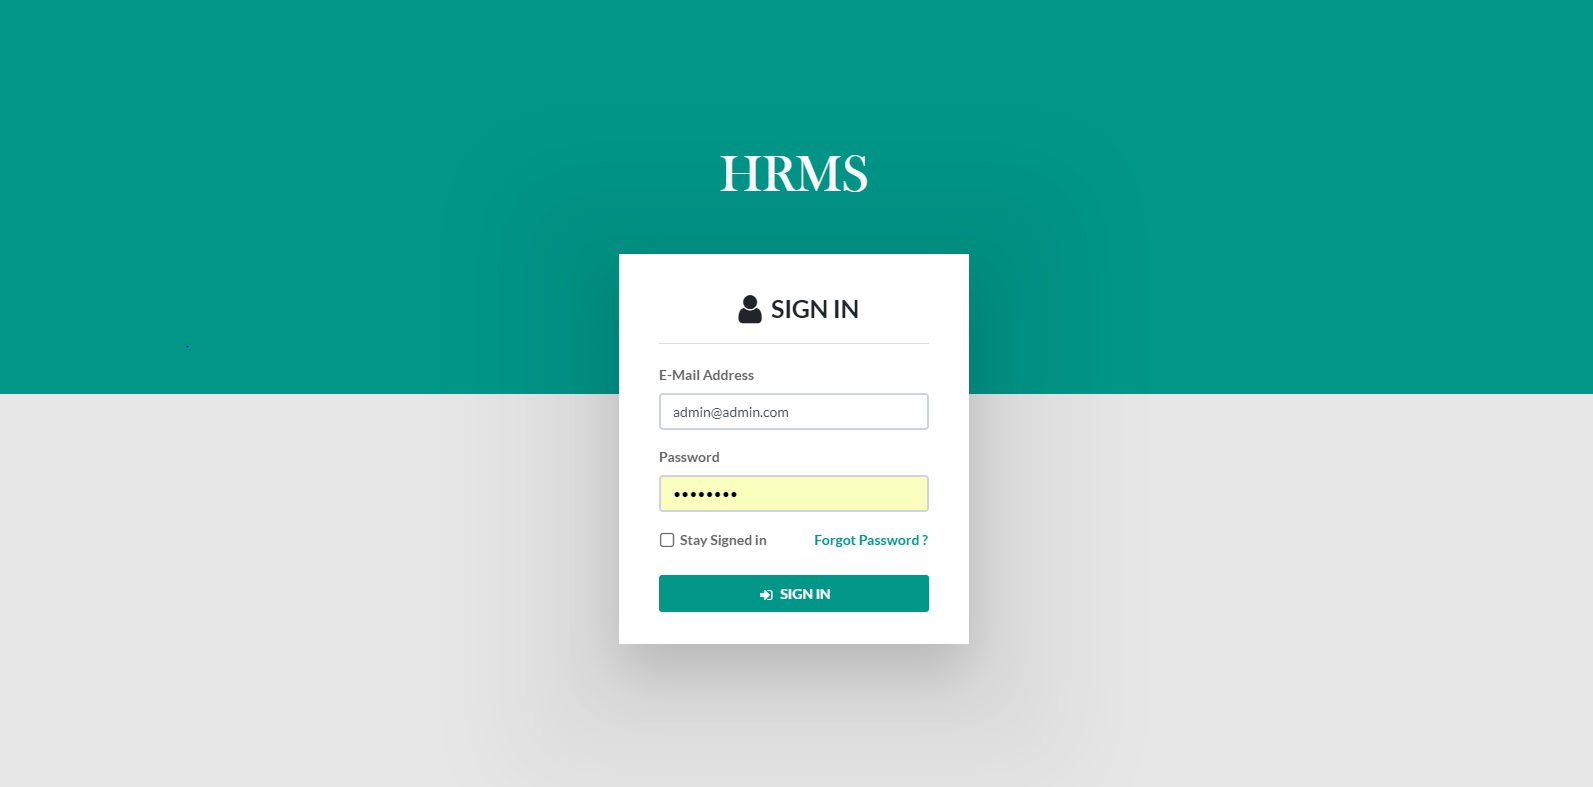 HRMS
SIGN IN
E-Mail Address
admin@admin.com
Password
••••••••
Stay Signed in
Forgot Password ?
SIGN IN